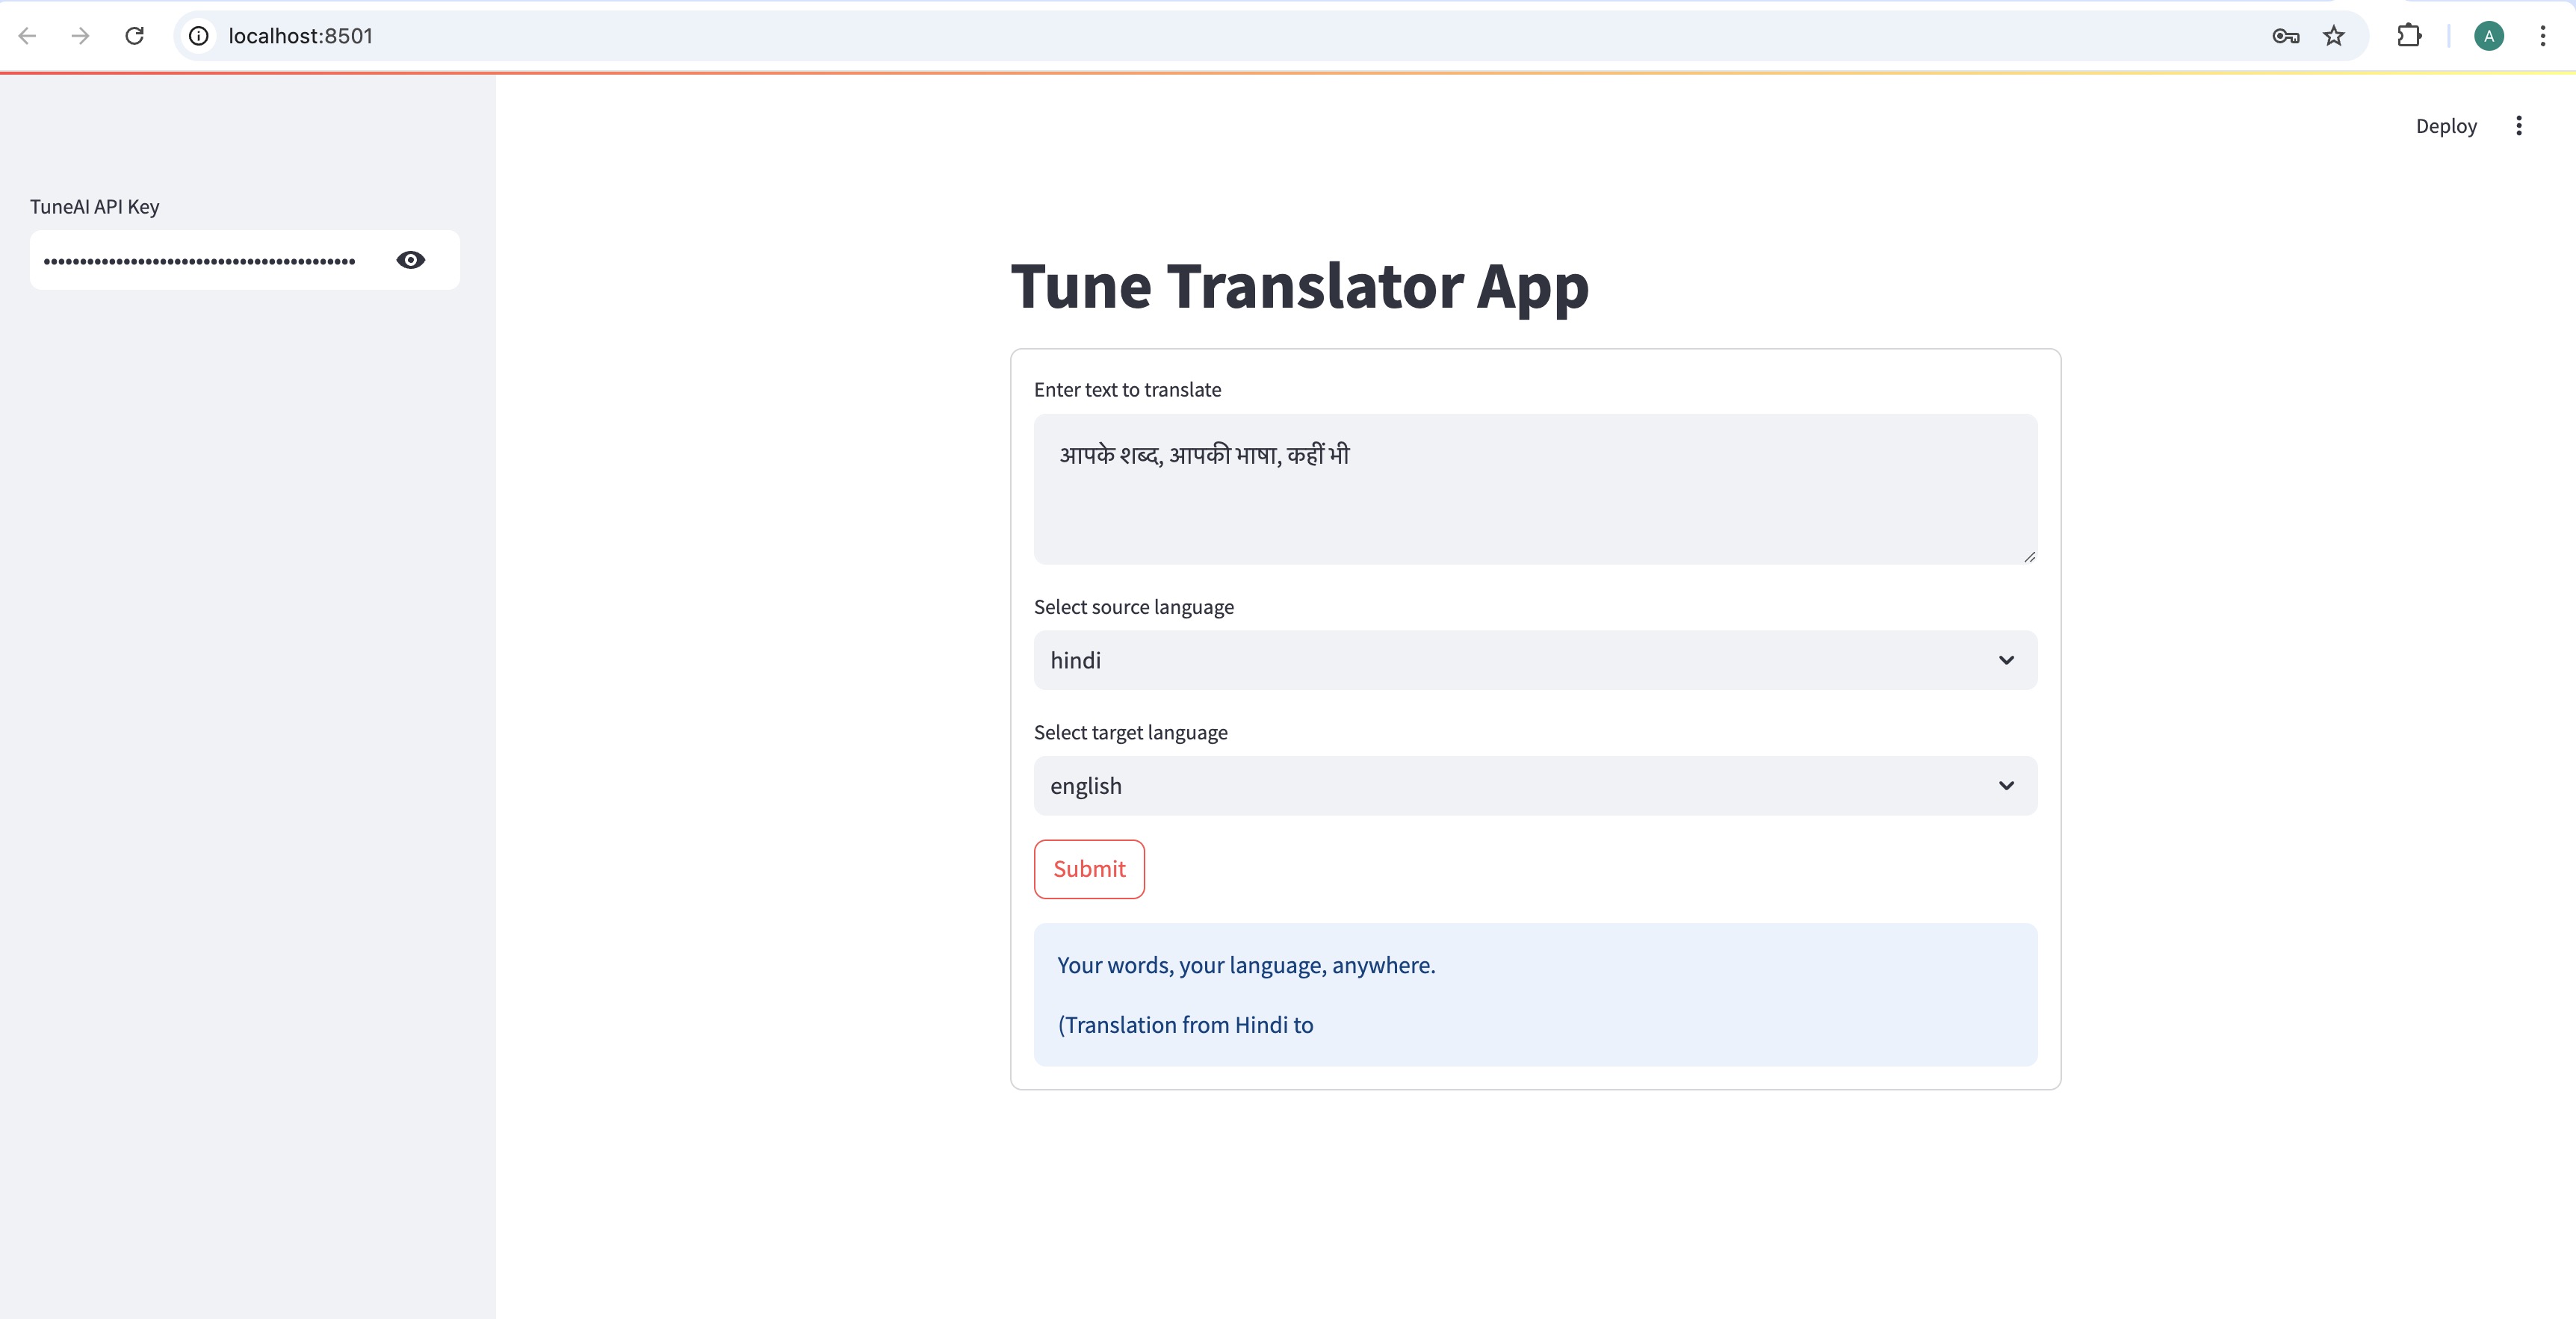 localhost:8501
A
Deploy
TuneAI API Key
Tune Translator App
Enter text to translate
आपके शब्द, आपकी भाषा, कहीं भी
Select source language
hindi
Select target language
english
Submit
Your words, your language, anywhere.
(Translation from Hindi to